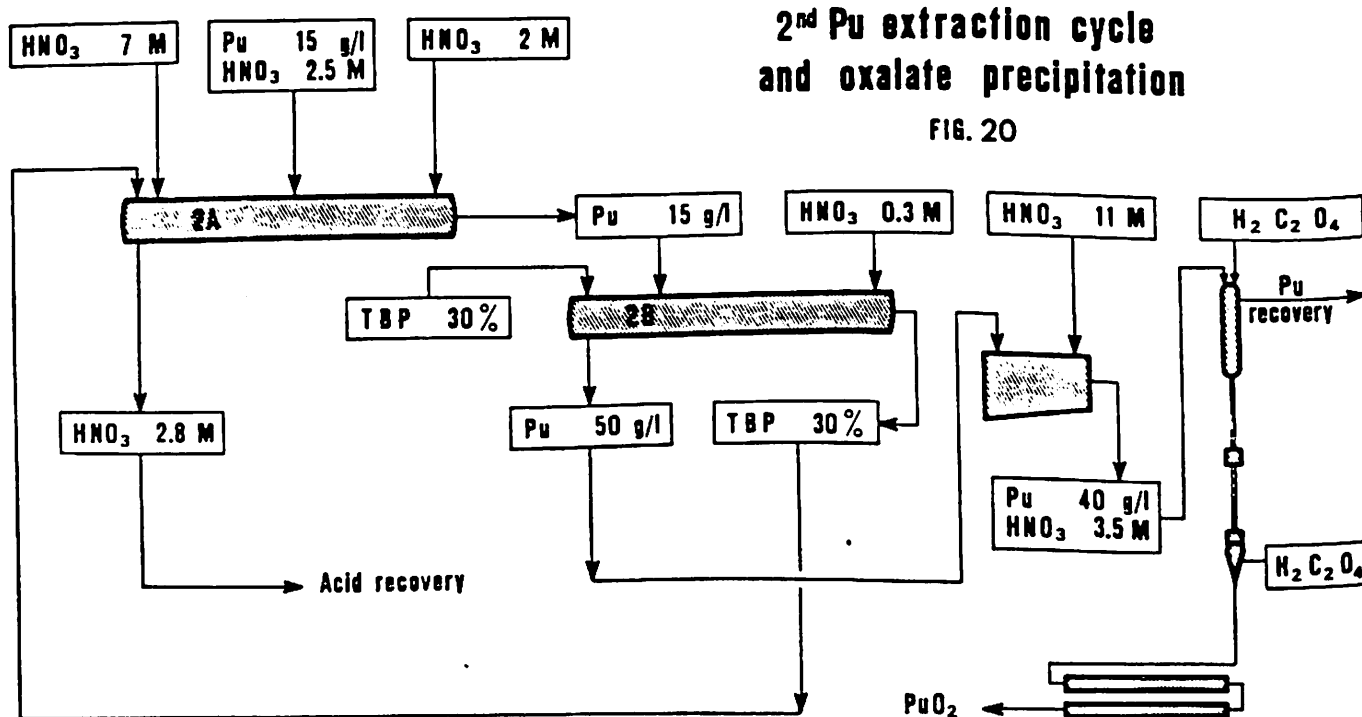 2nd Pu extraction cycle
and oxalate precipitation
FIG. 20
HNO₃ 7 M
Pu 15 g/l
HNO₃ 2.5 M
HNO₃ 2 M
2A
Pu 15 g/l
HNO₃ 0.3 M
HNO₃ 11 M
H₂ C₂ O₄
Pu
recovery
TBP 30%
2B
HNO₃ 2.8 M
Pu 50 g/l
TBP 30%
Pu 40 g/l
HNO₃ 3.5 M
H₂ C₂ O₄
Acid recovery
PuO₂